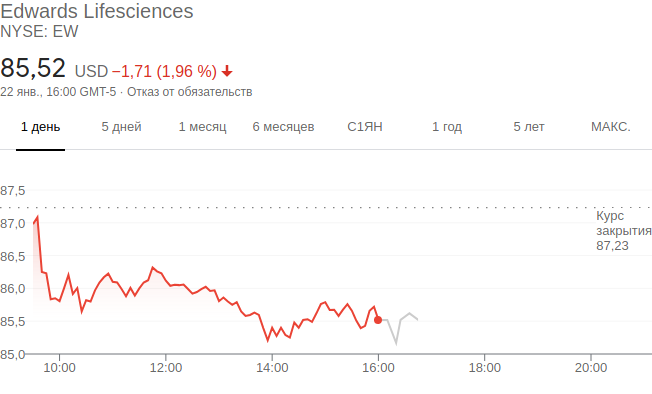 Edwards Lifesciences
NYSE: EW
85,52 USD −1,71 (1,96 %)
22 янв., 16:00 GMT-5 · Отказ от обязательств
1 день 5 дней 1 месяц 6 месяцев С1ЯН 1 год 5 лет МАКС.
87,5
87,0
Курс
закрытия
87,23
86,5
86,0
85,5
85,0
10:00 12:00 14:00 16:00 18:00 20:00